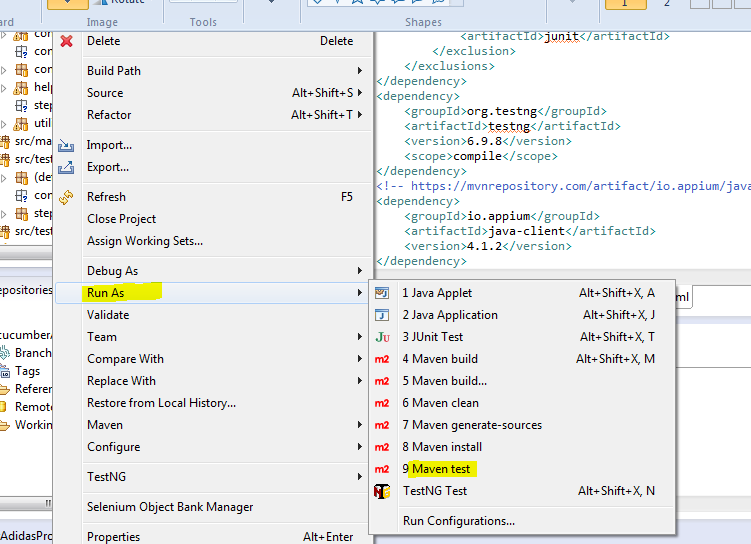 Image
Tools
Shapes
1
2
Delete Delete
Build Path
Source Alt+Shift+S
Refactor Alt+Shift+T
Import...
Export...
Refresh F5
Close Project
Assign Working Sets...
Debug As
Run As
Validate
Team
Compare With
Replace With
Restore from Local History...
Maven
Configure
TestNG
Selenium Object Bank Manager
Properties Alt+Enter
1 Java Applet Alt+Shift+X, A
2 Java Application Alt+Shift+X, J
3 JUnit Test Alt+Shift+X, T
4 Maven build Alt+Shift+X, M
5 Maven build...
6 Maven clean
7 Maven generate-sources
8 Maven install
9 Maven test
TestNG Test Alt+Shift+X, N
Run Configurations...
<artifactId>junit</artifactId>
</exclusion>
</exclusions>
</dependency>
<dependency>
<groupId>org.testng</groupId>
<artifactId>testng</artifactId>
<version>6.9.8</version>
<scope>compile</scope>
</dependency>
<!-- https://mvnrepository.com/artifact/io.appium/java
<dependency>
<groupId>io.appium</groupId>
<artifactId>java-client</artifactId>
<version>4.1.2</version>
</dependency>
ml
con
con
help
step
util
src/ma
src/test
(de
con
step
src/test
epositories
cucumber/
Branch
Tags
Refere
Remot
Workin
AdidasPro